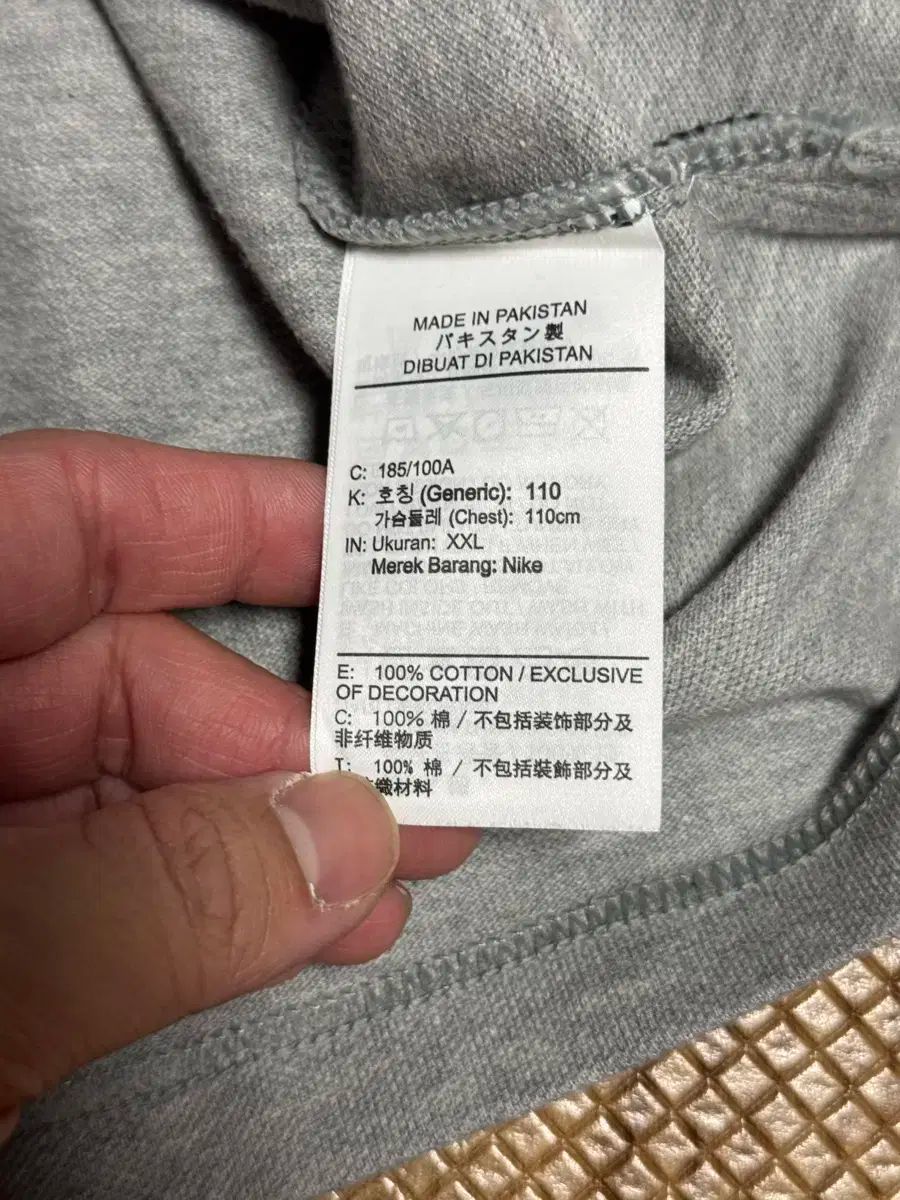 MADE IN PAKISTAN
パキスタン製
DIBUAT DI PAKISTAN
C: 185/100A
K: 호칭 (Generic): 110
가슴둘레 (Chest): 110cm
IN: Ukuran: XXL
Merek Barang: Nike
E: 100% COTTON / EXCLUSIVE
OF DECORATION
C: 100% 棉 / 不包括装饰部分及
非纤维物质
T: 100% 棉 / 不包括裝飾部分及
織材料